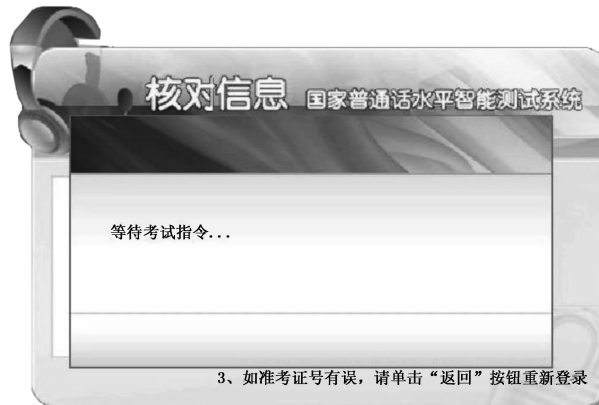 核对信息 国家普通话水平智能测试系统
等待考试指令...
3、如准考证号有误，请单击“返回”按钮重新登录